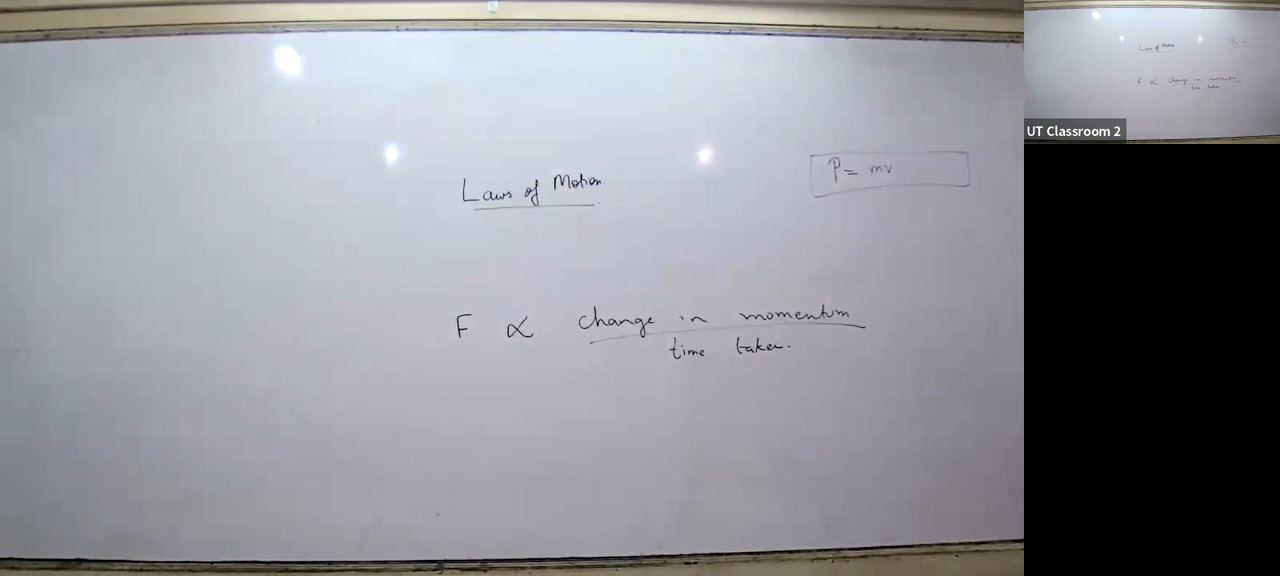 Laws of Motion.
P = mv
F ∝ change in momentum
time taken.
UT Classroom 2